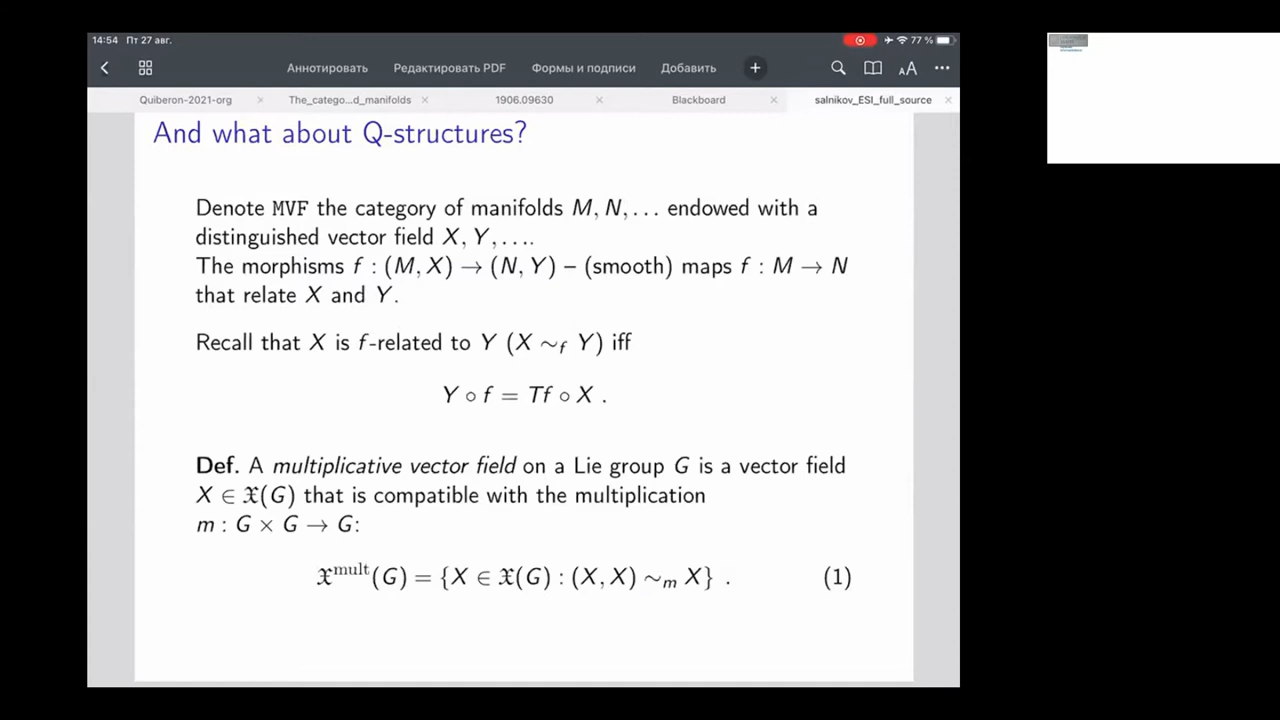 14:54 Пт 27 авг.
77 %
Аннотировать Редактировать PDF Формы и подписи Добавить + AA
Quiberon-2021-org × The_catego...d_manifolds × 1906.09630 × Blackboard × salnikov_ESI_full_source ×
And what about Q-structures?
Denote MVF the category of manifolds M, N, ... endowed with a
distinguished vector field X, Y, ....
The morphisms f : (M, X) → (N, Y) – (smooth) maps f : M → N
that relate X and Y.
Recall that X is f-related to Y (X ∼f Y) iff
Y ∘ f = Tf ∘ X .
Def. A multiplicative vector field on a Lie group G is a vector field
X ∈ 𝔛(G) that is compatible with the multiplication
m : G × G → G:
𝔛^mult(G) = {X ∈ 𝔛(G) : (X, X) ∼m X} . (1)